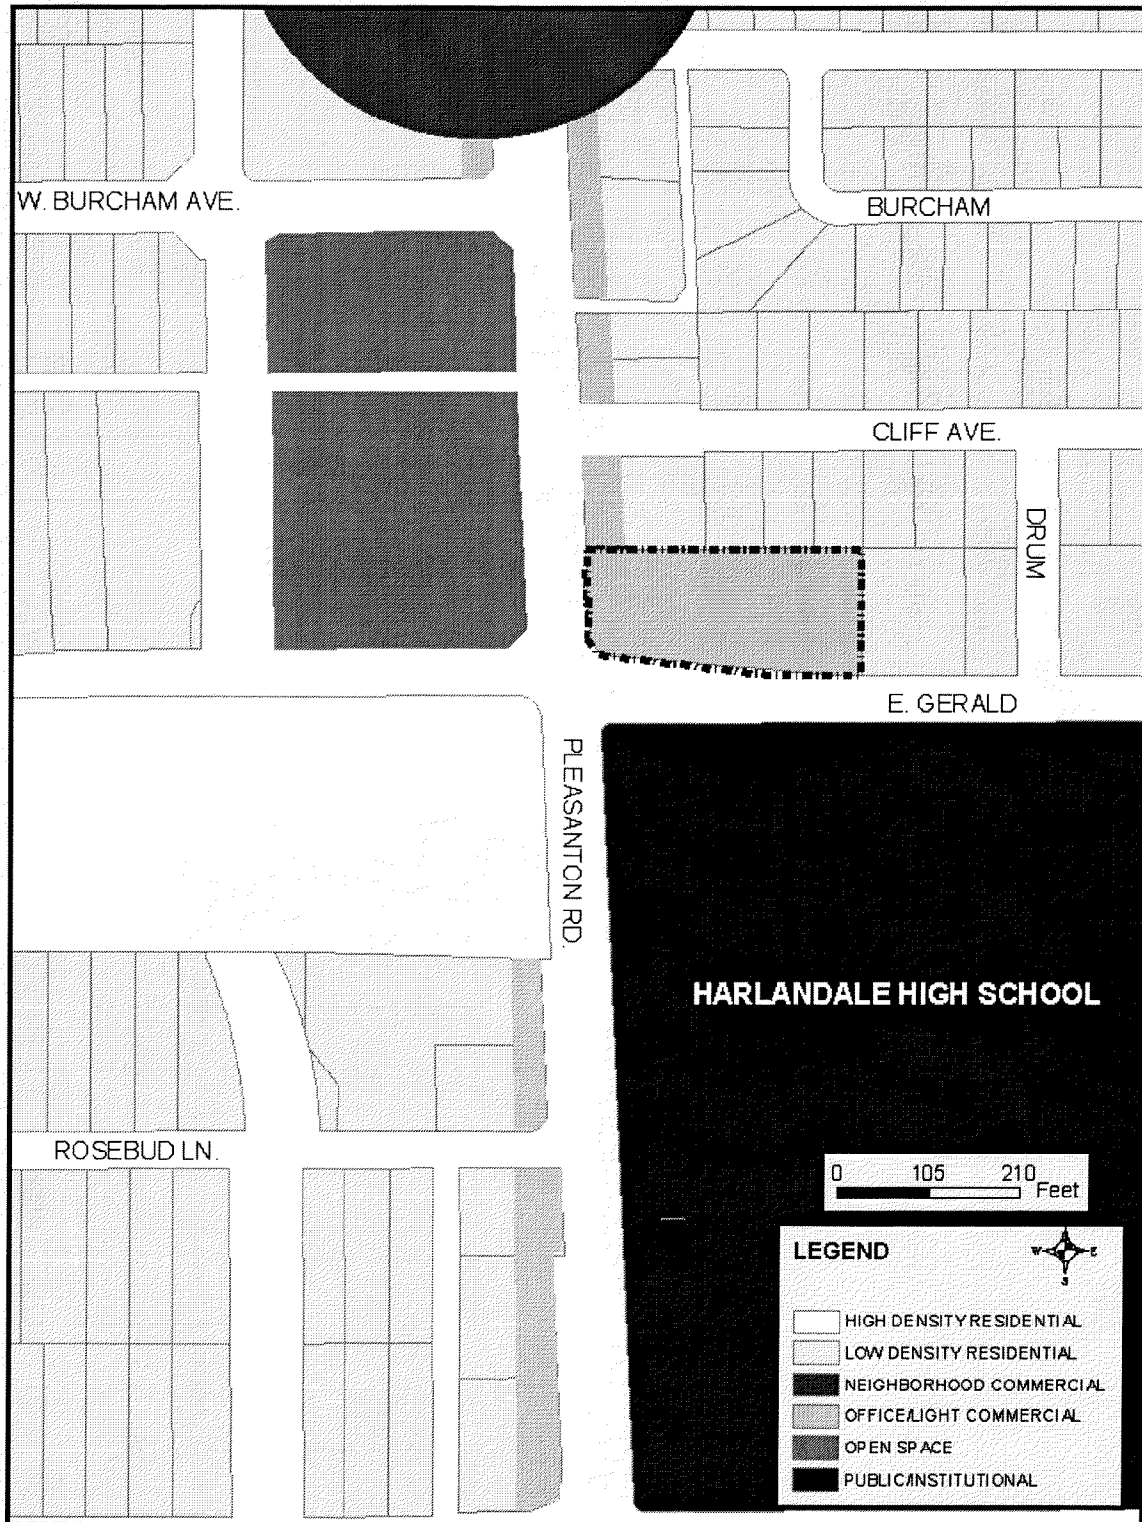 W. BURCHAM AVE.
BURCHAM
CLIFF AVE.
DRUM
E. GERALD
PLEASANTON RD.
HARLANDALE HIGH SCHOOL
ROSEBUD LN.
0 105 210
Feet
LEGEND
W E
S
HIGH DENSITY RESIDENTIAL
LOW DENSITY RESIDENTIAL
NEIGHBORHOOD COMMERCIAL
OFFICE/LIGHT COMMERCIAL
OPEN SPACE
PUBLIC/INSTITUTIONAL